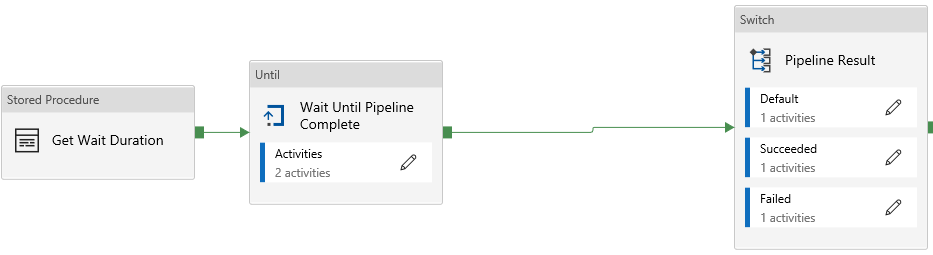 Stored Procedure
Get Wait Duration
Until
Wait Until Pipeline
Complete
Activities
2 activities
Switch
Pipeline Result
Default
1 activities
Succeeded
1 activities
Failed
1 activities